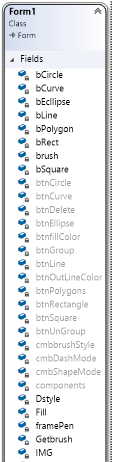 Form1
Class
Form
Fields
bCircle
bCurve
bEcllipse
bLine
bPolygon
bRect
brush
bSquare
btnCircle
btnCurve
btnDelete
btnEllipse
btnfillColor
btnGroup
btnLine
btnOutLineColor
btnPolygons
btnRectangle
btnSquare
btnUnGroup
cmbbrushStyle
cmbDashMode
cmbShapeMode
components
Dstyle
Fill
framePen
Getbrush
IMG